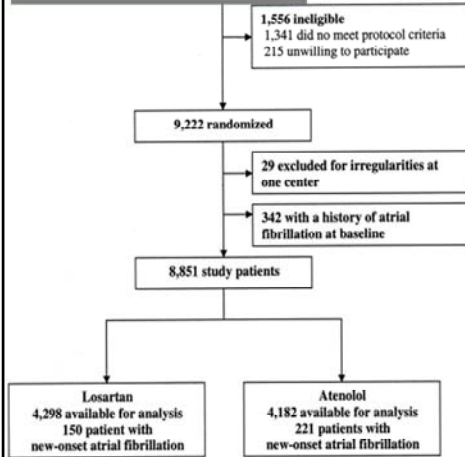 1,556 ineligible
1,341 did no meet protocol criteria
215 unwilling to participate
9,222 randomized
29 excluded for irregularities at
one center
342 with a history of atrial
fibrillation at baseline
8,851 study patients
Losartan
4,298 available for analysis
150 patient with
new-onset atrial fibrillation
Atenolol
4,182 available for analysis
221 patients with
new-onset atrial fibrillation